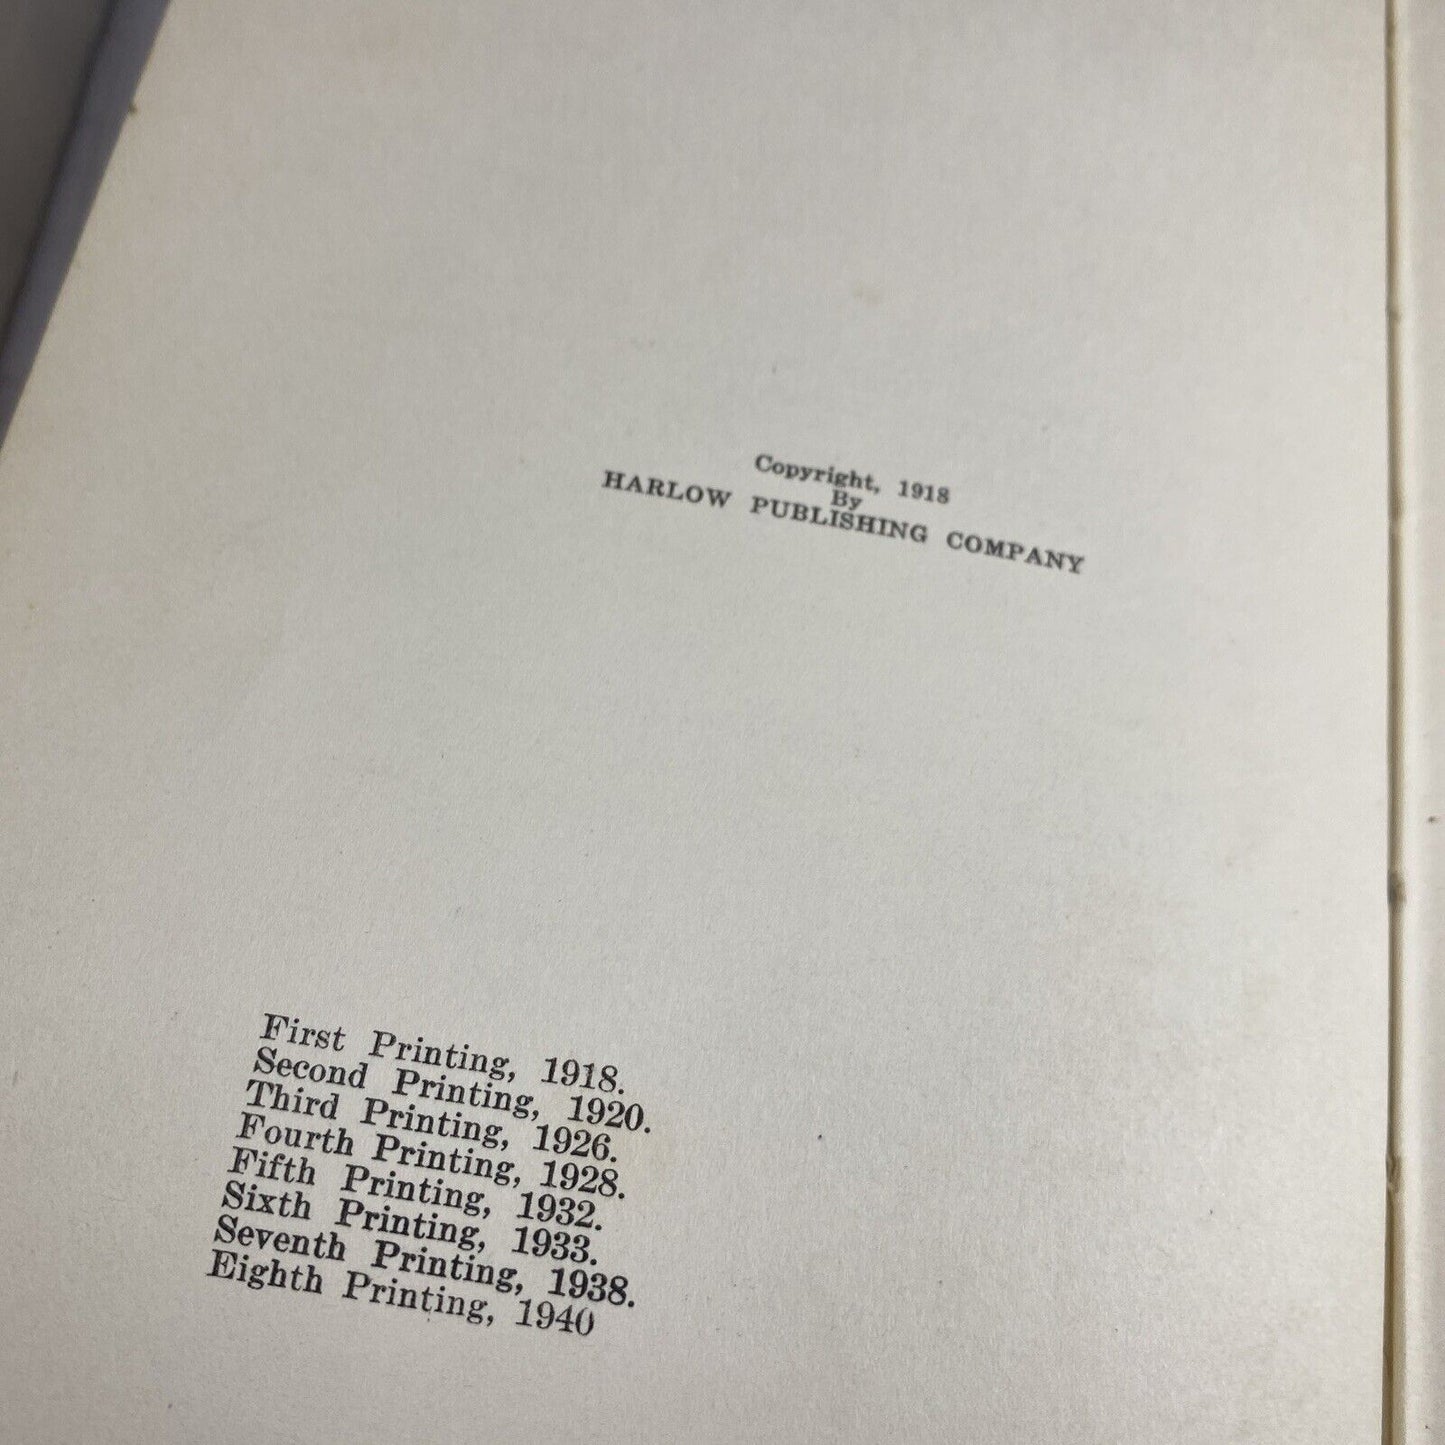 Copyright, 1918
By
HARLOW PUBLISHING COMPANY
First Printing, 1918.
Second Printing, 1920.
Third Printing, 1926.
Fourth Printing, 1928.
Fifth Printing, 1932.
Sixth Printing, 1933.
Seventh Printing, 1938.
Eighth Printing, 1940